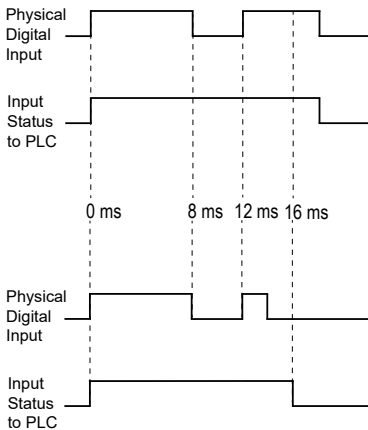 Physical
Digital
Input
Input
Status
to PLC
0 ms 8 ms 12 ms 16 ms
Physical
Digital
Input
Input
Status
to PLC